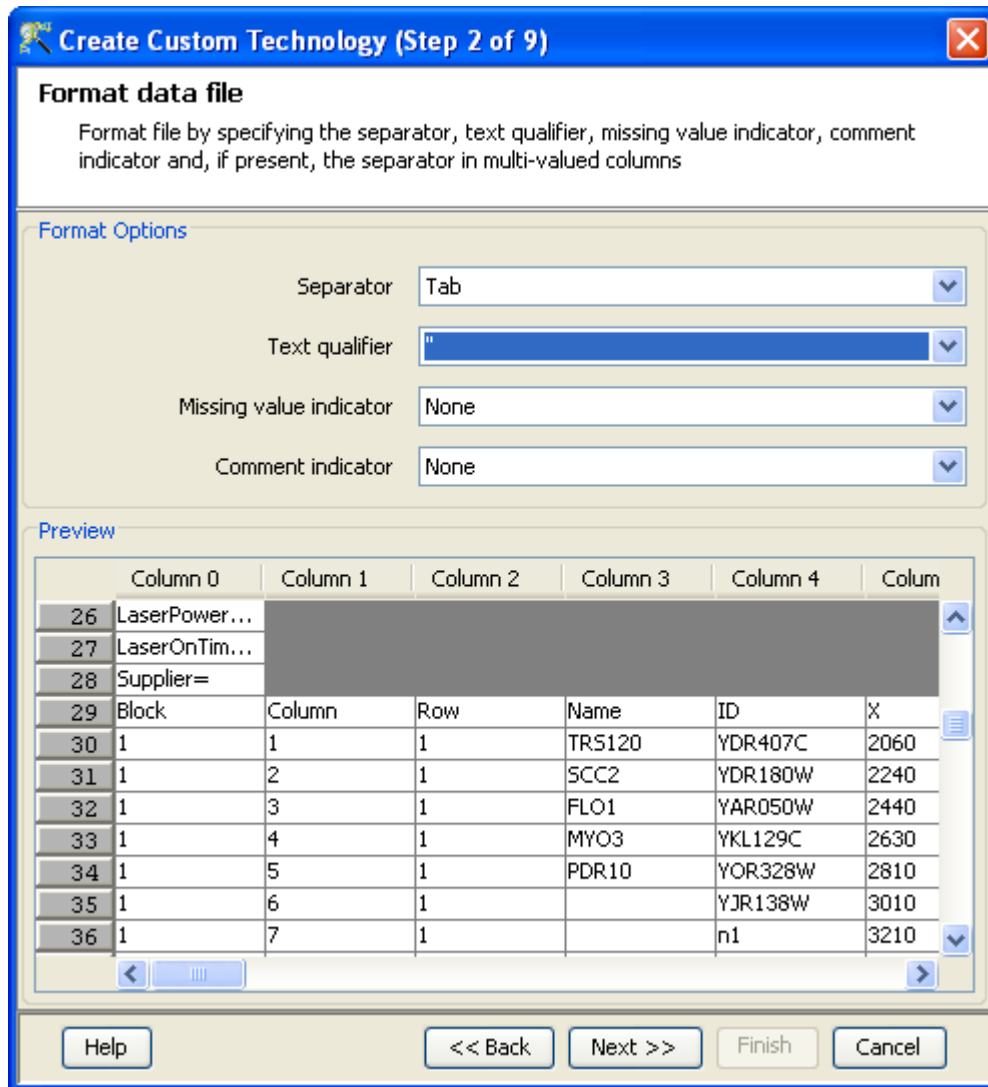 Create Custom Technology (Step 2 of 9)
Format data file
Format file by specifying the separator, text qualifier, missing value indicator, comment
indicator and, if present, the separator in multi-valued columns
Format Options
Separator Tab
Text qualifier "
Missing value indicator None
Comment indicator None
Preview
Column 0 Column 1 Column 2 Column 3 Column 4 Colum
26 LaserPower...
27 LaserOnTim...
28 Supplier=
29 Block Column Row Name ID X
30 1 1 1 TRS120 YDR407C 2060
31 1 2 1 SCC2 YDR180W 2240
32 1 3 1 FLO1 YAR050W 2440
33 1 4 1 MYO3 YKL129C 2630
34 1 5 1 PDR10 YOR328W 2810
35 1 6 1 YJR138W 3010
36 1 7 1 n1 3210
Help << Back Next >> Finish Cancel